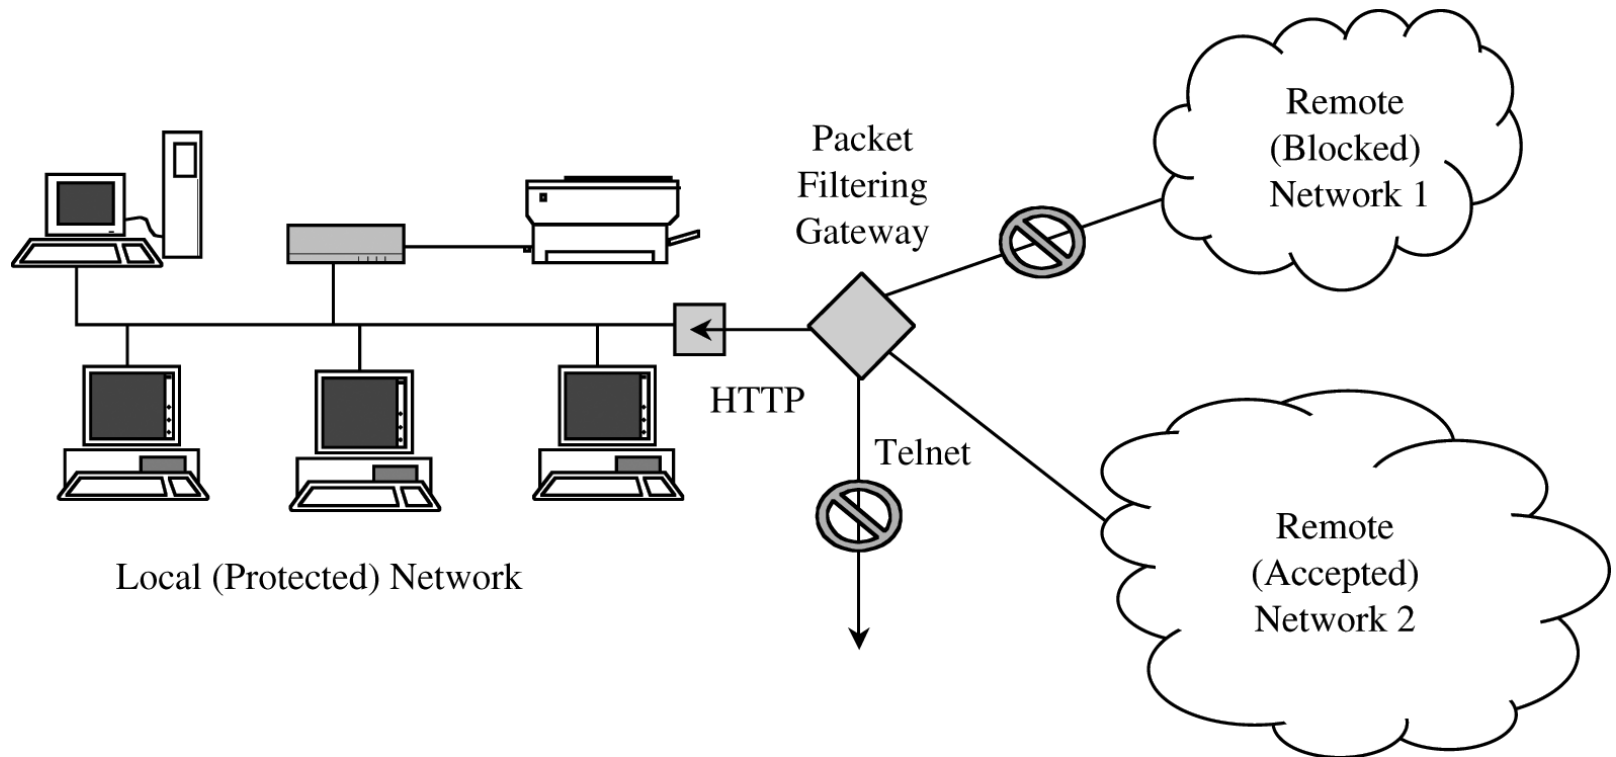 Remote
(Blocked)
Network 1
Packet
Filtering
Gateway
HTTP
Telnet
Remote
(Accepted)
Network 2
Local (Protected) Network